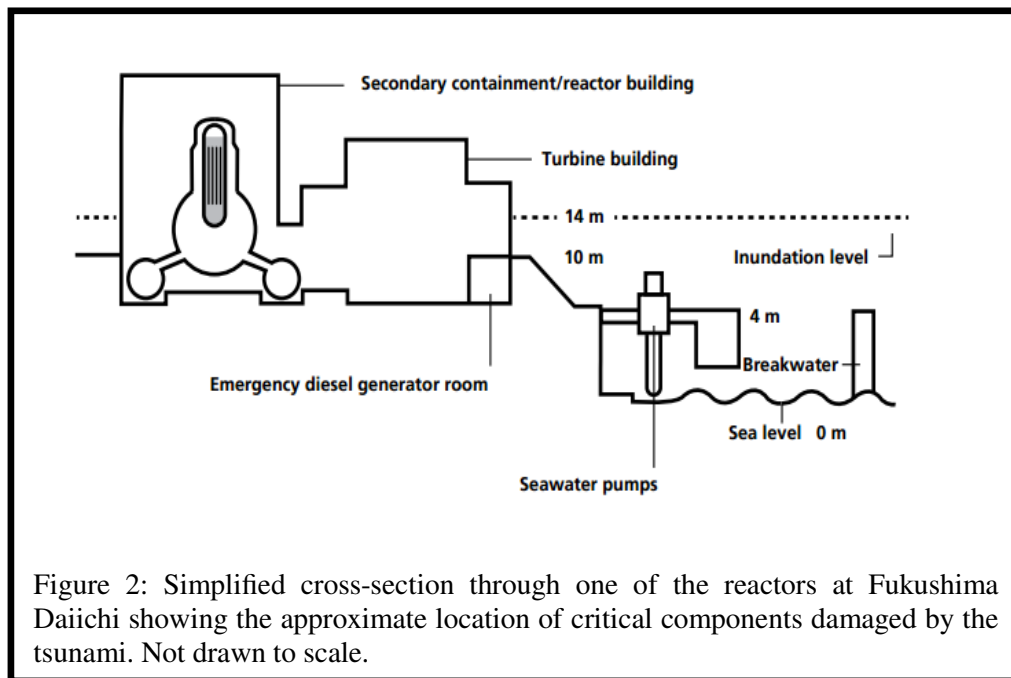 Secondary containment/reactor building
Turbine building
14 m
10 m
Inundation level
4 m
Breakwater
Emergency diesel generator room
Sea level 0 m
Seawater pumps
Figure 2: Simplified cross-section through one of the reactors at Fukushima
Daiichi showing the approximate location of critical components damaged by the
tsunami. Not drawn to scale.